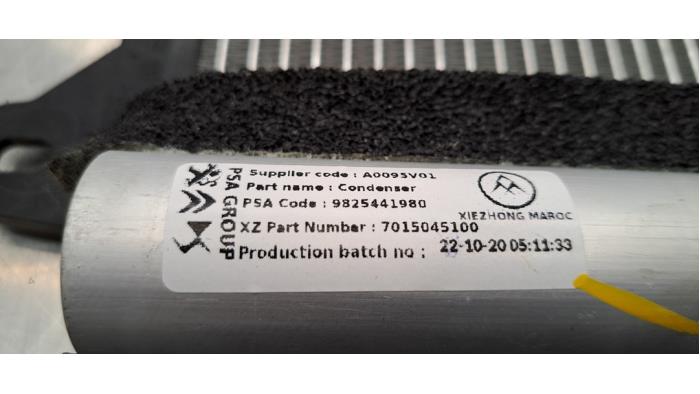 Supplier code : A0093V01
Part name : Condenser
PSA Code : 9825441980
XZ Part Number : 7015045100
Production batch no : 22-10-20 05:11:33
PSA GROUP
XIEZHONG MAROC